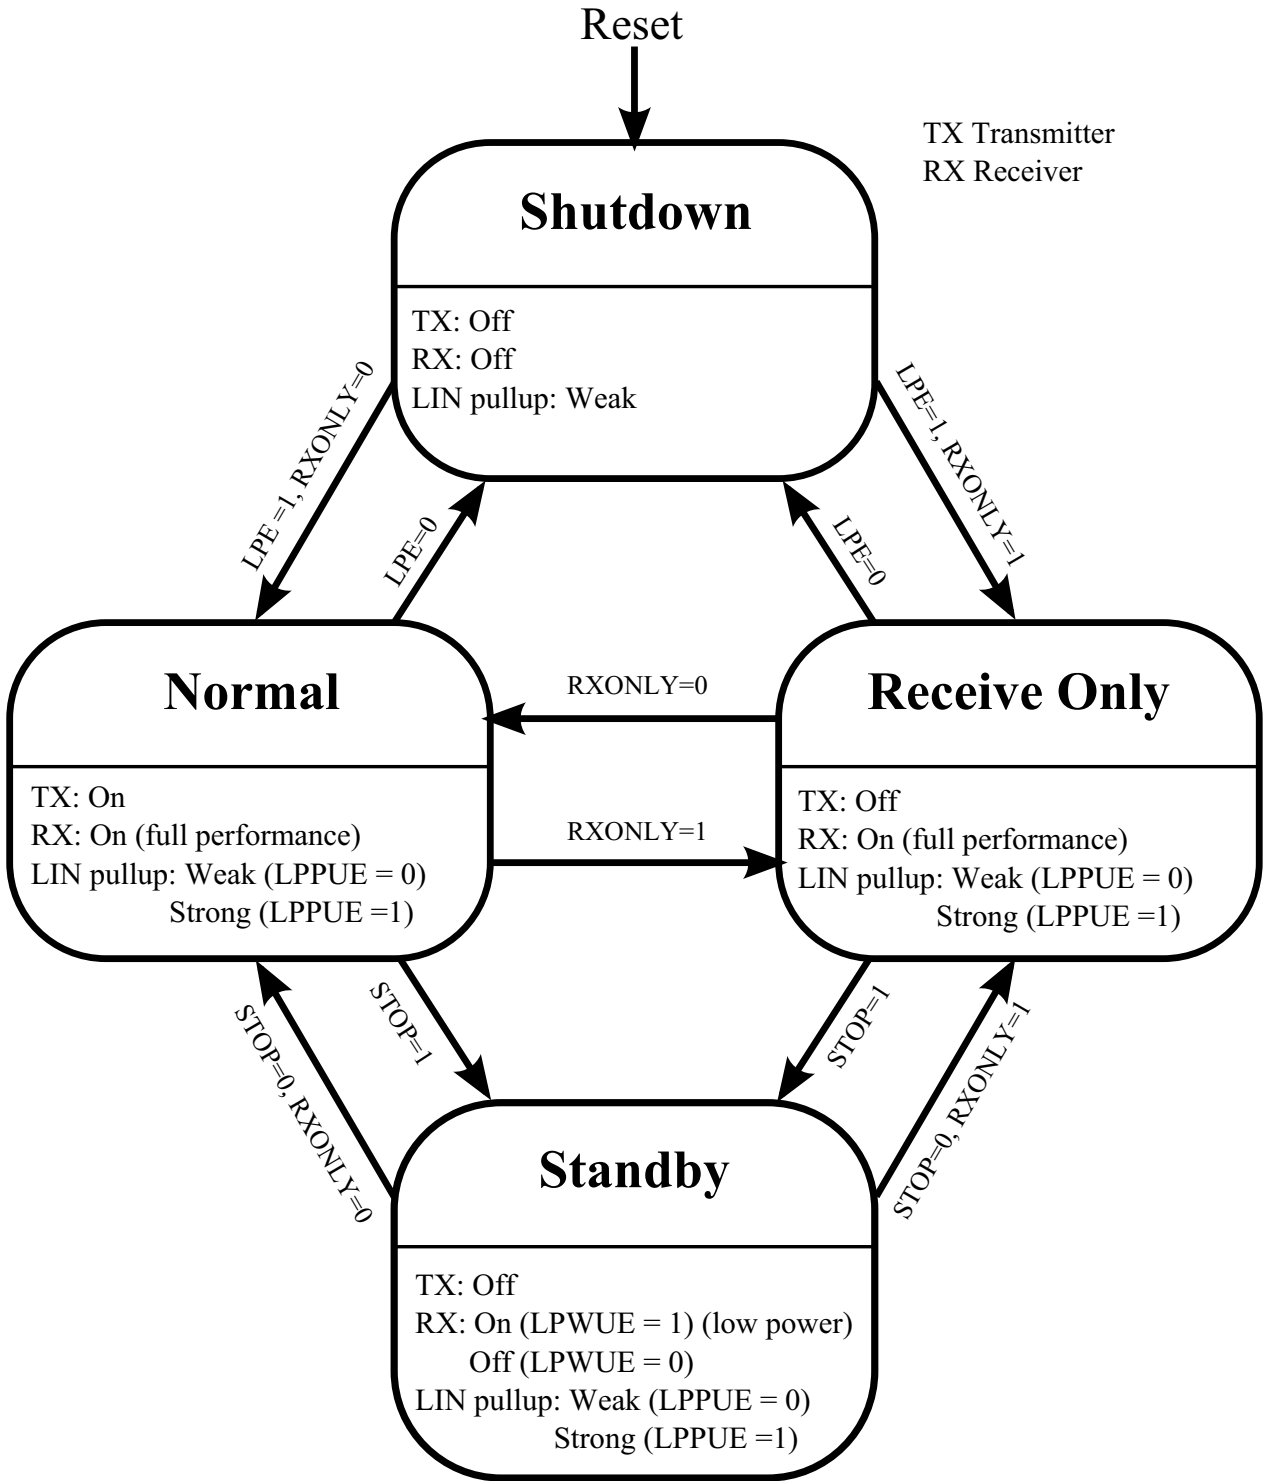 Reset
TX Transmitter
RX Receiver
Shutdown
TX: Off
RX: Off
LIN pullup: Weak
LPE =1, RXONLY=0
LPE=0
LPE=0
LPE=1, RXONLY=1
Normal
TX: On
RX: On (full performance)
LIN pullup: Weak (LPPUE = 0)
Strong (LPPUE =1)
RXONLY=0
RXONLY=1
Receive Only
TX: Off
RX: On (full performance)
LIN pullup: Weak (LPPUE = 0)
Strong (LPPUE =1)
STOP=0, RXONLY=0
STOP=1
STOP=1
STOP=0, RXONLY=1
Standby
TX: Off
RX: On (LPWUE = 1) (low power)
Off (LPWUE = 0)
LIN pullup: Weak (LPPUE = 0)
Strong (LPPUE =1)